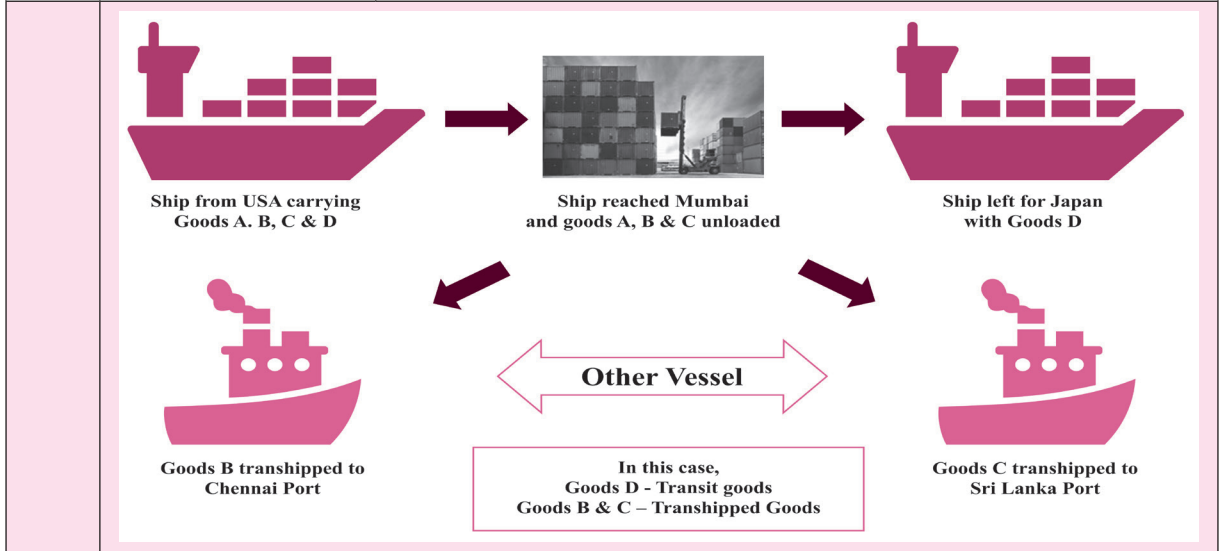 Ship from USA carrying
Goods A. B, C & D
Ship reached Mumbai
and goods A, B & C unloaded
Ship left for Japan
with Goods D
Other Vessel
Goods B transhipped to
Chennai Port
In this case,
Goods D - Transit goods
Goods B & C – Transhipped Goods
Goods C transhipped to
Sri Lanka Port